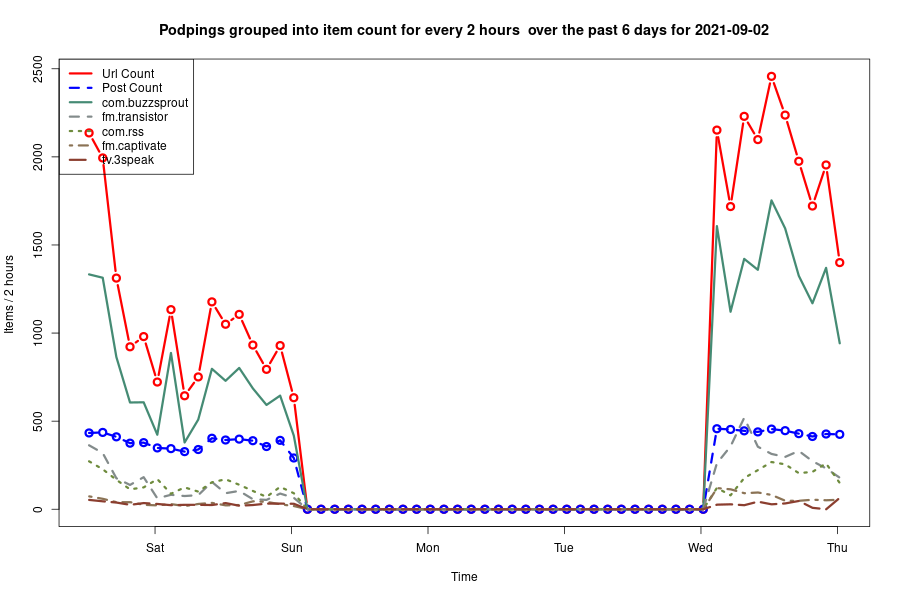 Podpings grouped into item count for every 2 hours  over the past 6 days for 2021-09-02
Url Count
Post Count
com.buzzsprout
fm.transistor
com.rss
fm.captivate
tv.3speak
Items / 2 hours
2500
2000
1500
1000
500
0
Sat Sun Mon Tue Wed Thu
Time